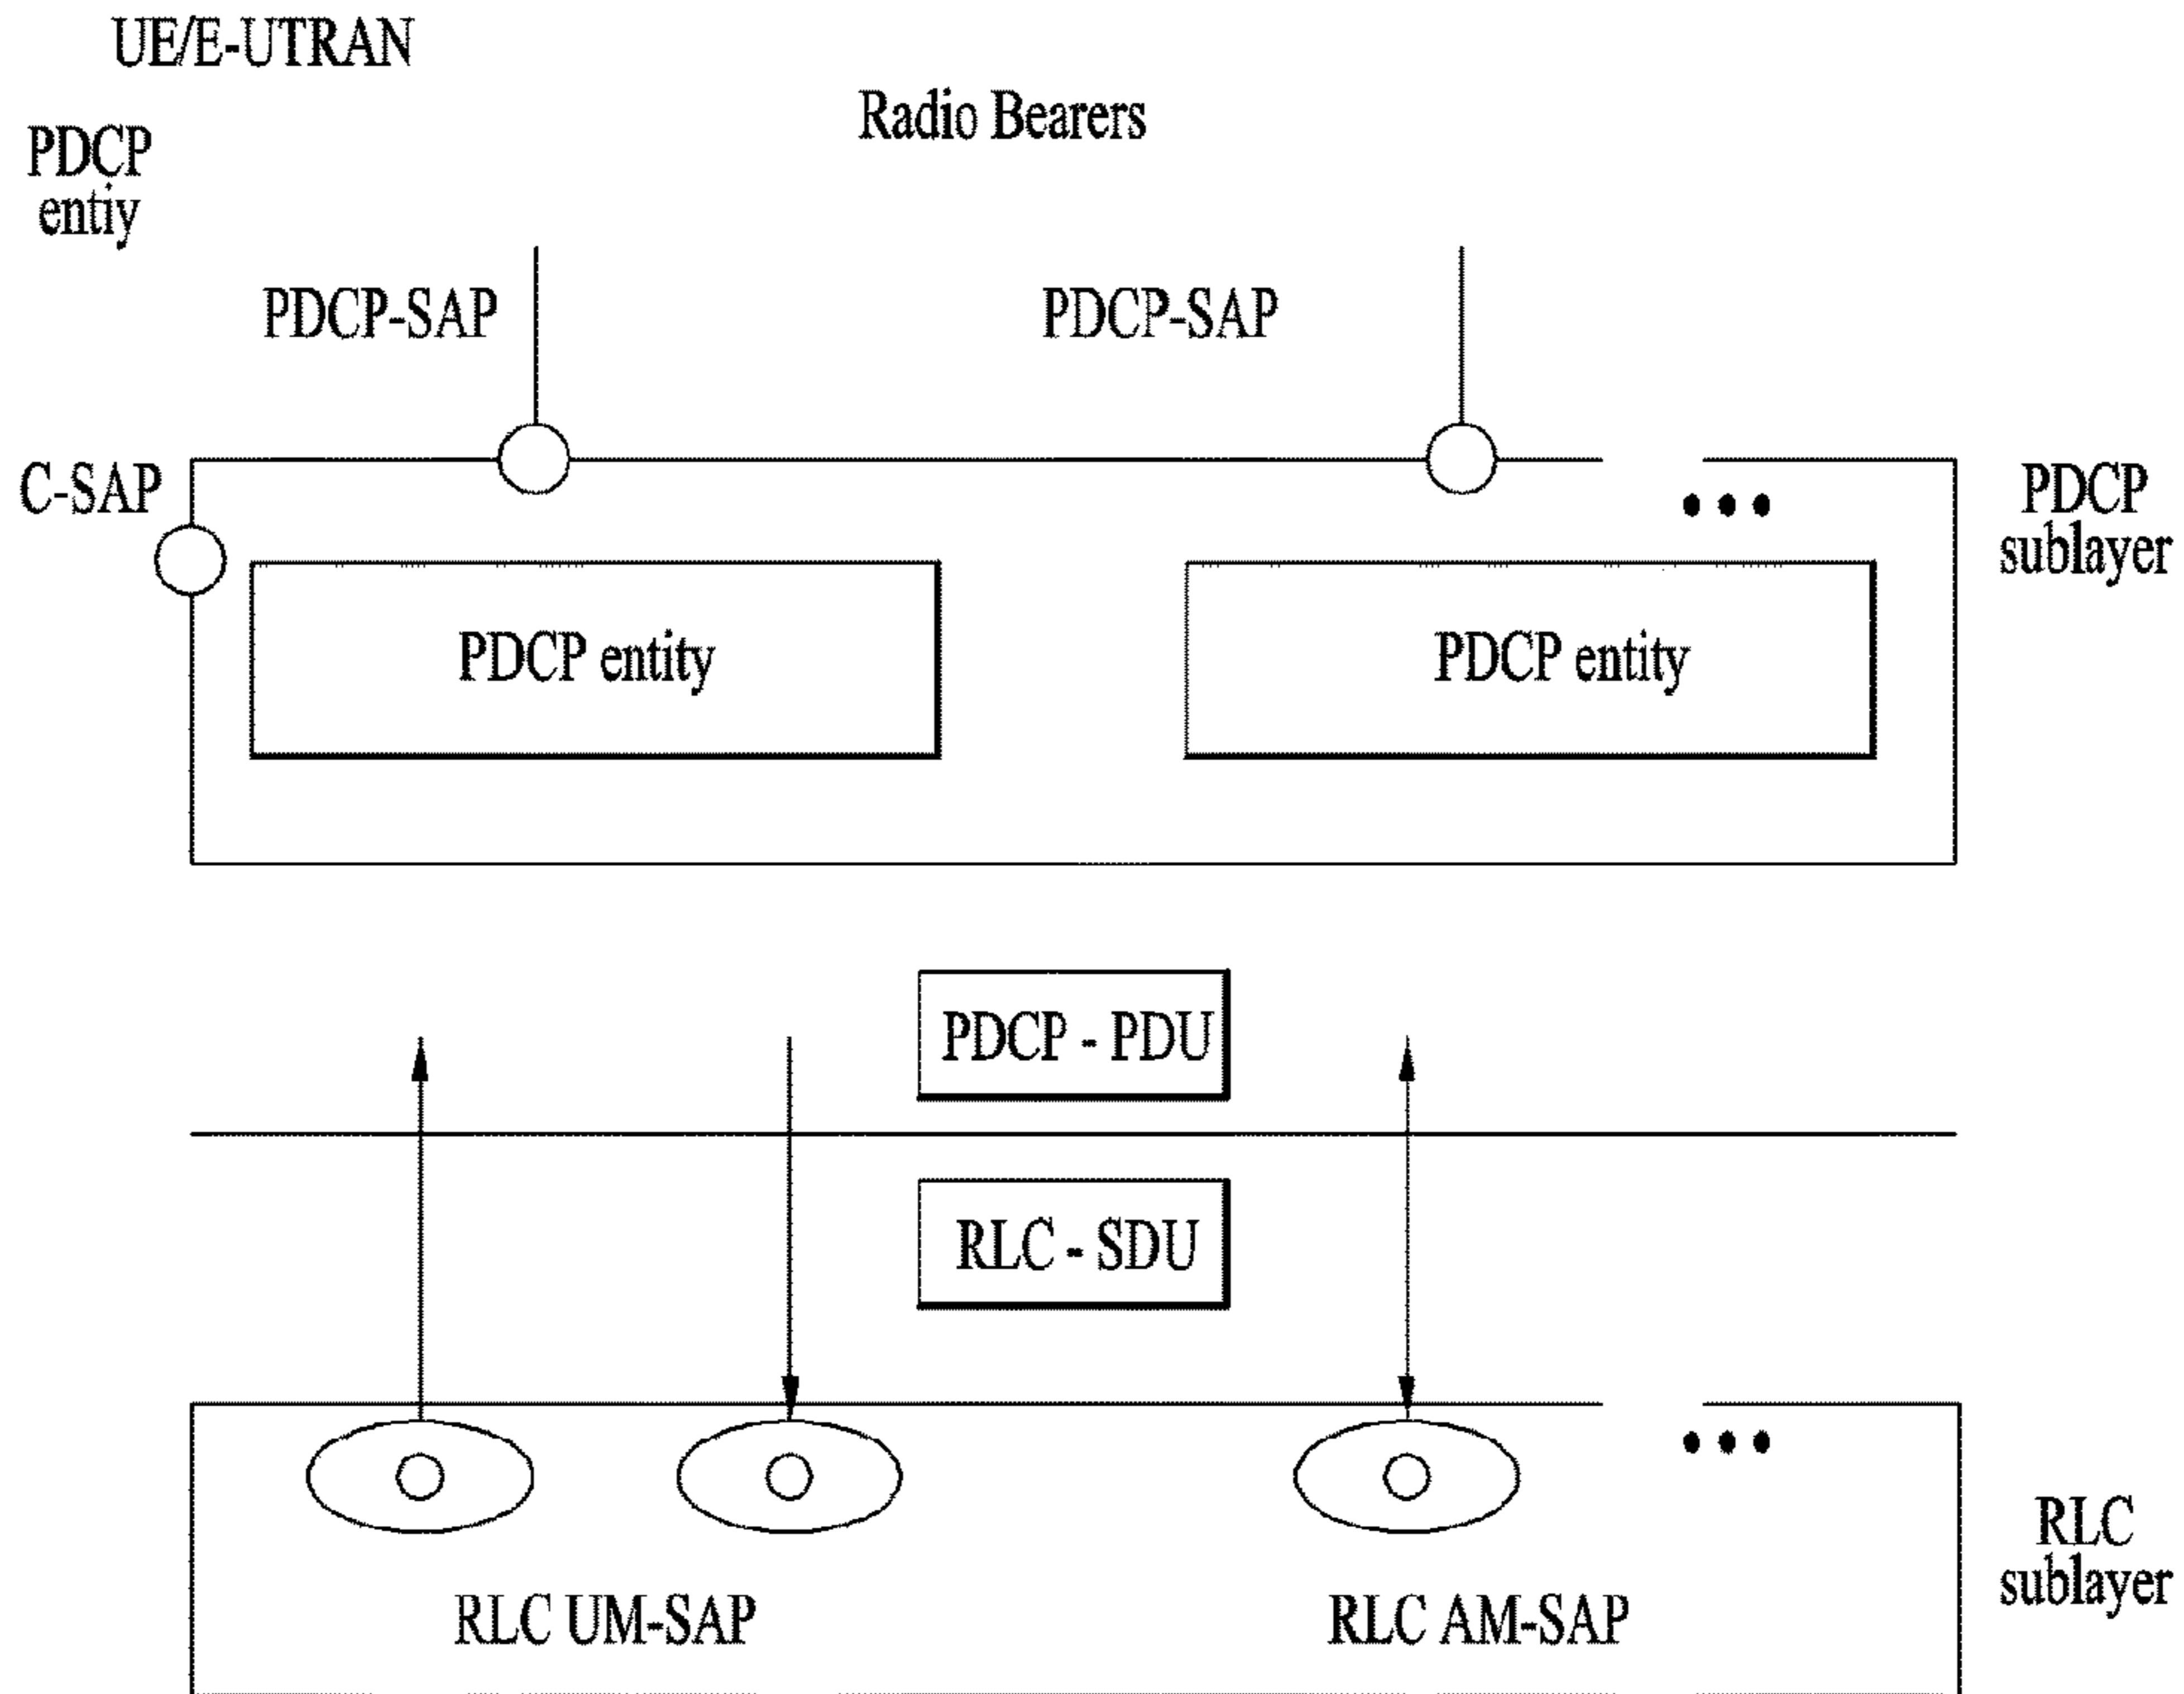 UE/E-UTRAN
Radio Bearers
PDCP
entiy
PDCP-SAP
PDCP-SAP
C-SAP
PDCP
sublayer
PDCP entity
PDCP entity
PDCP - PDU
RLC - SDU
RLC UM-SAP
RLC AM-SAP
RLC
sublayer